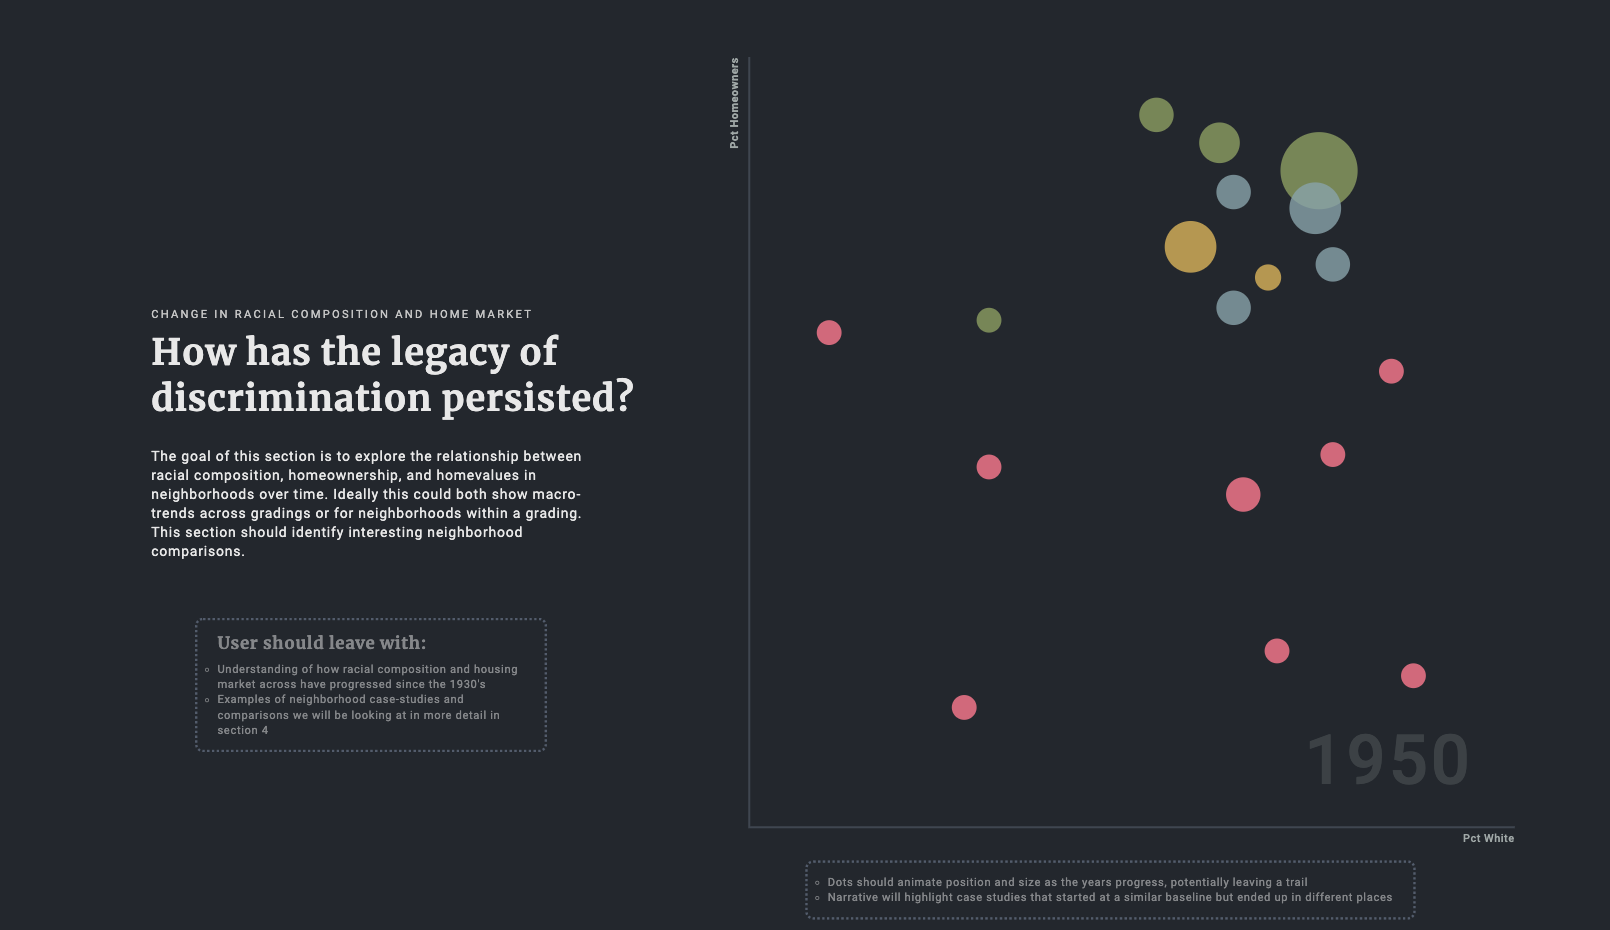 CHANGE IN RACIAL COMPOSITION AND HOME MARKET
How has the legacy of
discrimination persisted?
The goal of this section is to explore the relationship between
racial composition, homeownership, and homevalues in
neighborhoods over time. Ideally this could both show macro-
trends across gradings or for neighborhoods within a grading.
This section should identify interesting neighborhood
comparisons.
User should leave with:
Understanding of how racial composition and housing
market across have progressed since the 1930's
Examples of neighborhood case-studies and
comparisons we will be looking at in more detail in
section 4
Pct Homeowners
1950
Pct White
Dots should animate position and size as the years progress, potentially leaving a trail
Narrative will highlight case studies that started at a similar baseline but ended up in different places